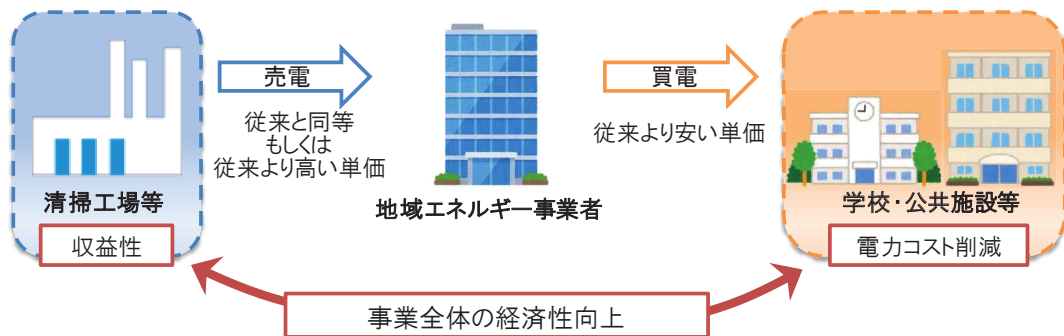 売電
従来と同等
もしくは
従来より高い単価
清掃工場等
収益性
地域エネルギー事業者
買電
従来より安い単価
学校・公共施設等
電力コスト削減
事業全体の経済性向上